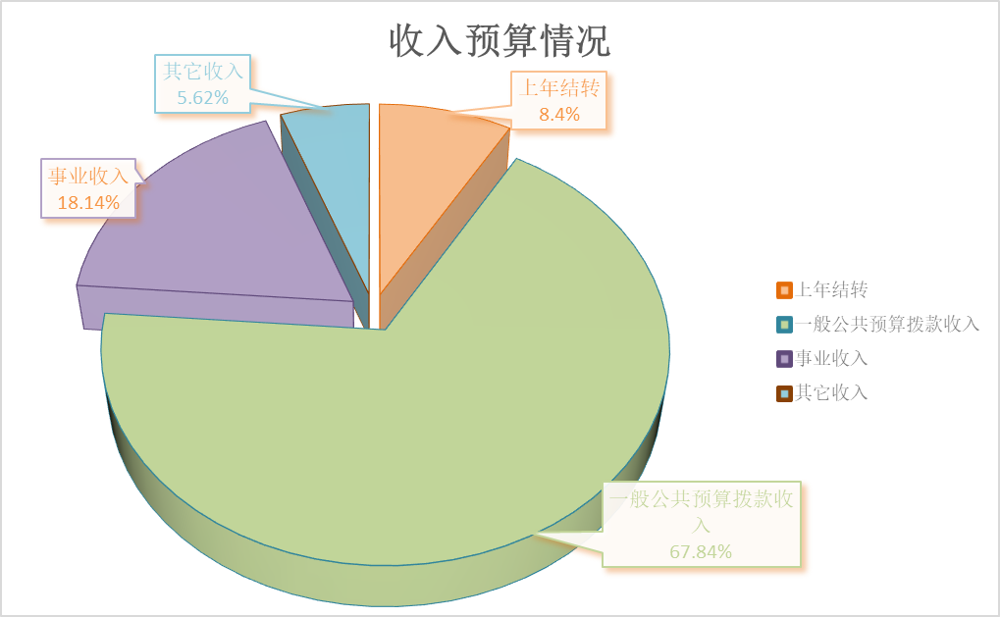 收入预算情况
其它收入
5.62%
上年结转
8.4%
事业收入
18.14%
上年结转
一般公共预算拨款收入
事业收入
其它收入
一般公共预算拨款收
入
67.84%